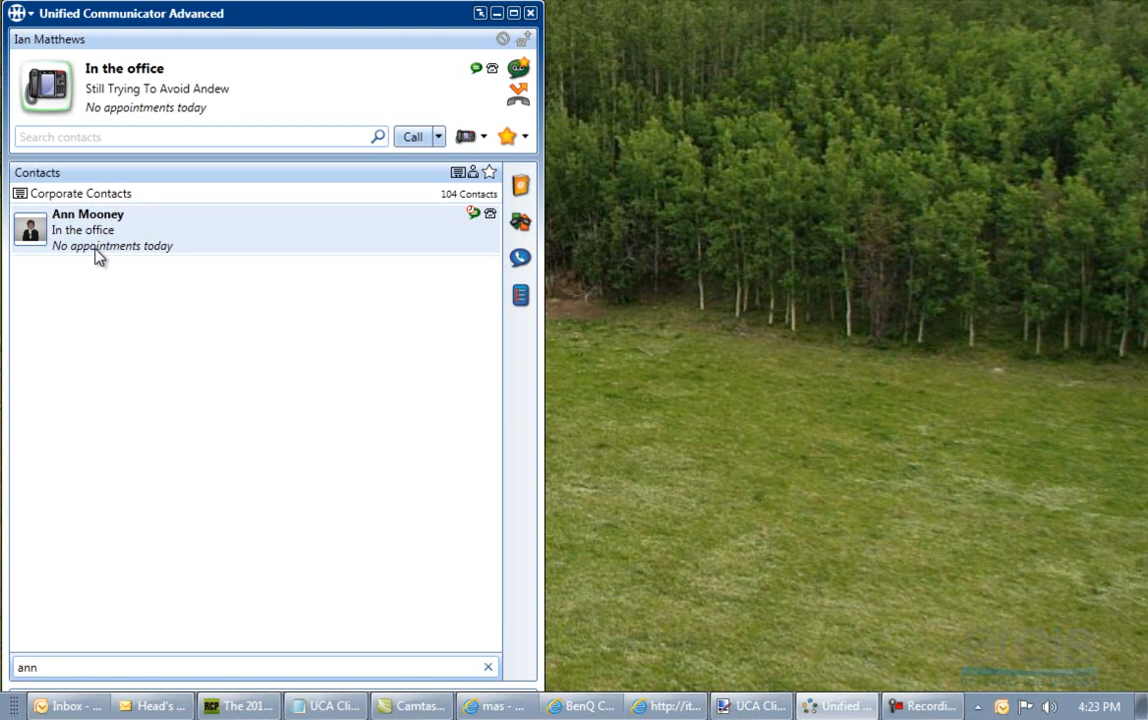 Unified Communicator Advanced
Ian Matthews
In the office
Still Trying To Avoid Andew
No appointments today
Search contacts
Call
Contacts
Corporate Contacts
104 Contacts
Ann Mooney
In the office
No appointments today
ann
Inbox - ...
Head's ...
RCP
The 201...
UCA Cli...
Camtas...
mas - ...
BenQ C...
http://it...
UCA Cli...
Unified ...
Recordi...
4:23 PM